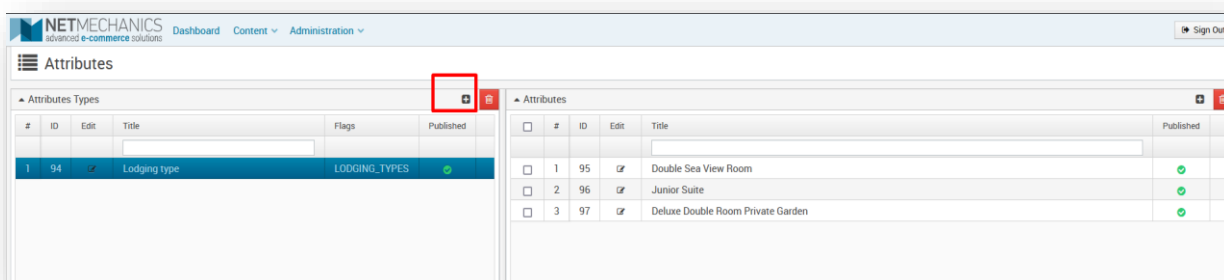 NETMECHANICS
advanced e-commerce solutions
Dashboard Content Administration
Sign Out
Attributes
Attributes Types
# ID Edit Title Flags Published
1 94 Lodging type LODGING_TYPES
Attributes
# ID Edit Title Published
1 95 Double Sea View Room
2 96 Junior Suite
3 97 Deluxe Double Room Private Garden